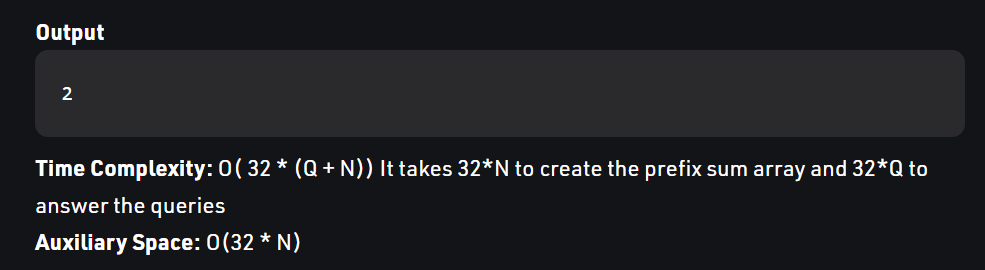 Output
2
Time Complexity: O( 32 * (Q + N)) It takes 32*N to create the prefix sum array and 32*Q to
answer the queries
Auxiliary Space: O(32 * N)